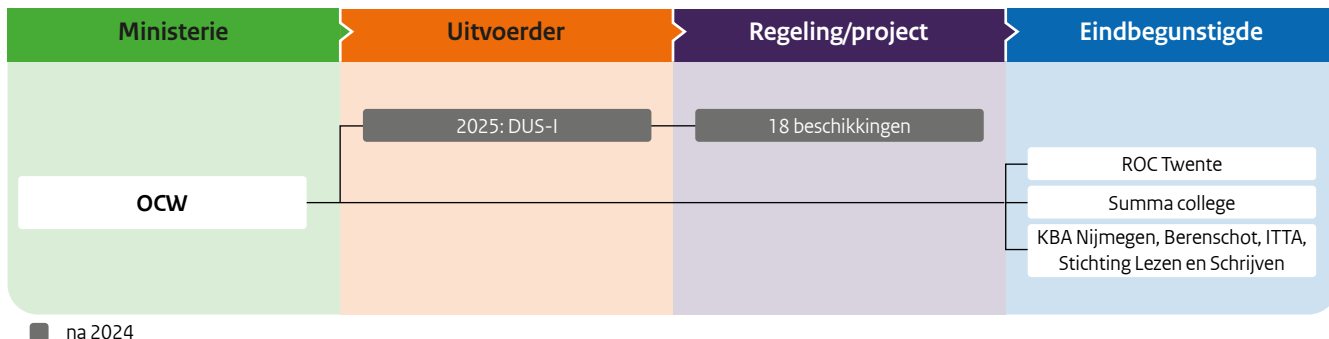 Ministerie
Uitvoerder
Regeling/project
Eindbegunstigde
2025: DUS-I
18 beschikkingen
ROC Twente
OCW
Summa college
KBA Nijmegen, Berenschot, ITTA,
Stichting Lezen en Schrijven
na 2024